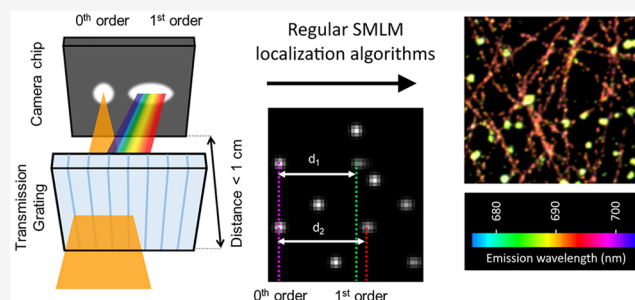 0th order 1st order
Camera chip
Transmission
Grating
Distance < 1 cm
Regular SMLM
localization algorithms
d1
d2
0th order 1st order
680
690
700
Emission wavelength (nm)